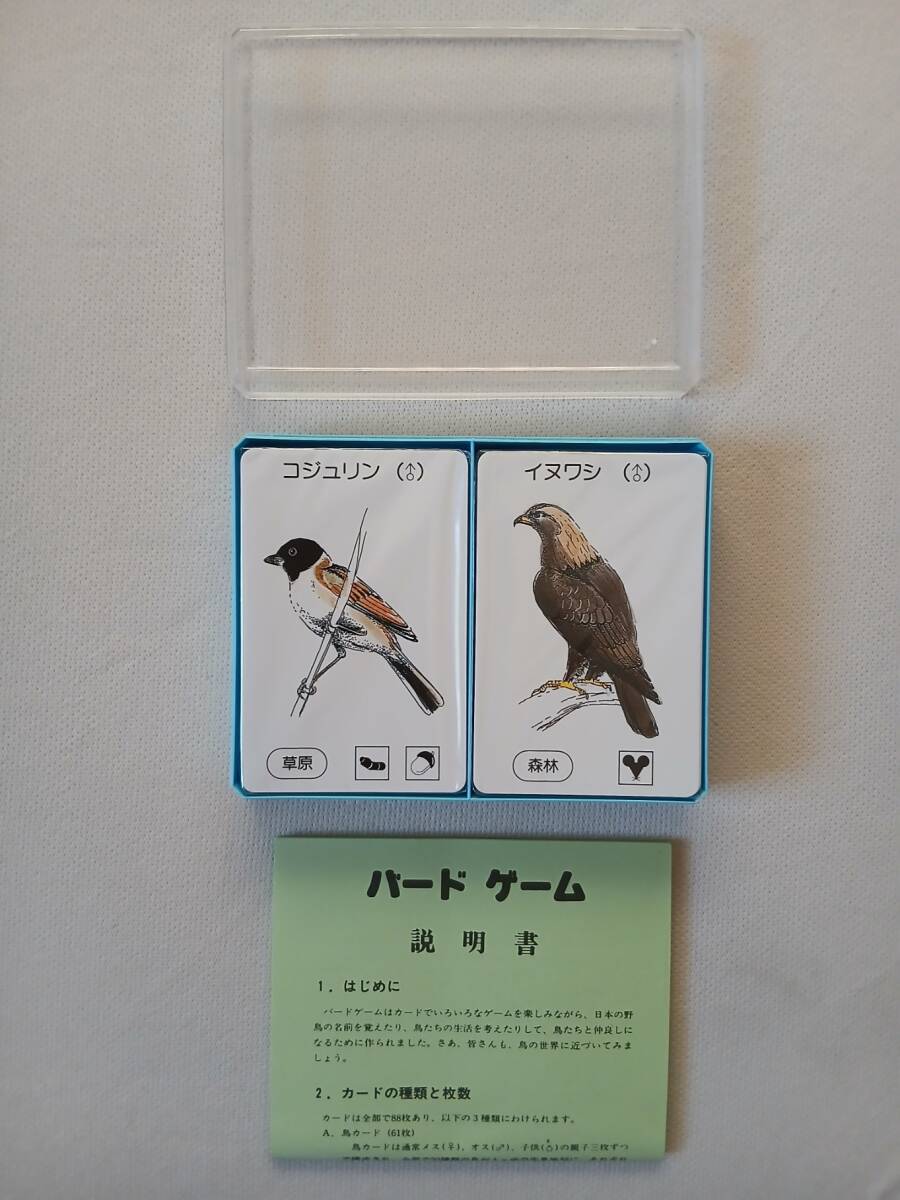 コジュリン（♂）
イヌワシ（♂）
草原
森林
バード ゲーム
説明書
1．はじめに
バードゲームはカードでいろいろなゲームを楽しみながら、日本の野
鳥の名前を覚えたり、鳥たちの生活を考えたりして、鳥たちと仲良しに
なるために作られました。さあ、皆さんも、鳥の世界に近づいてみま
しょう。
2．カードの種類と枚数
カードは全部で88枚あり、以下の3種類にわけられます。
A．鳥カード（61枚）
鳥カードは通常メス(♀)、オス(♂)、子供(⚨)の親子三枚ずつ